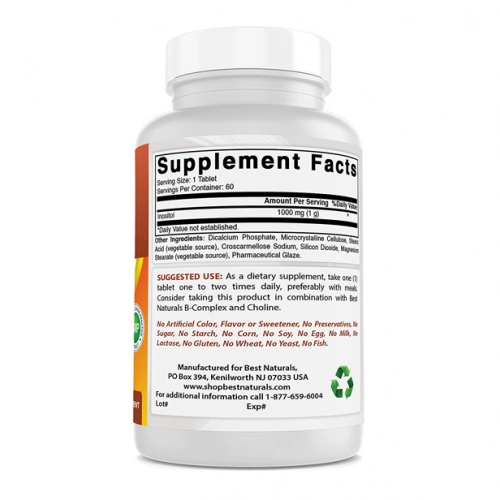 Supplement Facts
Serving Size: 1 Tablet
Servings Per Container: 60
Amount Per Serving %Daily Value
Inositol 1000 mg (1 g) *
*Daily Value not established.
Other Ingredients: Dicalcium Phosphate, Microcrystalline Cellulose, Stearic
Acid (vegetable source), Croscarmellose Sodium, Silicon Dioxide, Magnesium
Stearate (vegetable source), Pharmaceutical Glaze.
SUGGESTED USE: As a dietary supplement, take one (1)
tablet one to two times daily, preferably with meals.
Consider taking this product in combination with Best
Naturals B-Complex and Choline.
No Artificial Color, Flavor or Sweetener, No Preservatives, No
Sugar, No Starch, No Corn, No Soy, No Egg, No Milk, No
Lactose, No Gluten, No Wheat, No Yeast, No Fish.
Manufactured for Best Naturals,
PO Box 394, Kenilworth NJ 07033 USA
www.shopbestnaturals.com
For additional information call 1-877-659-6004
Lot# Exp#